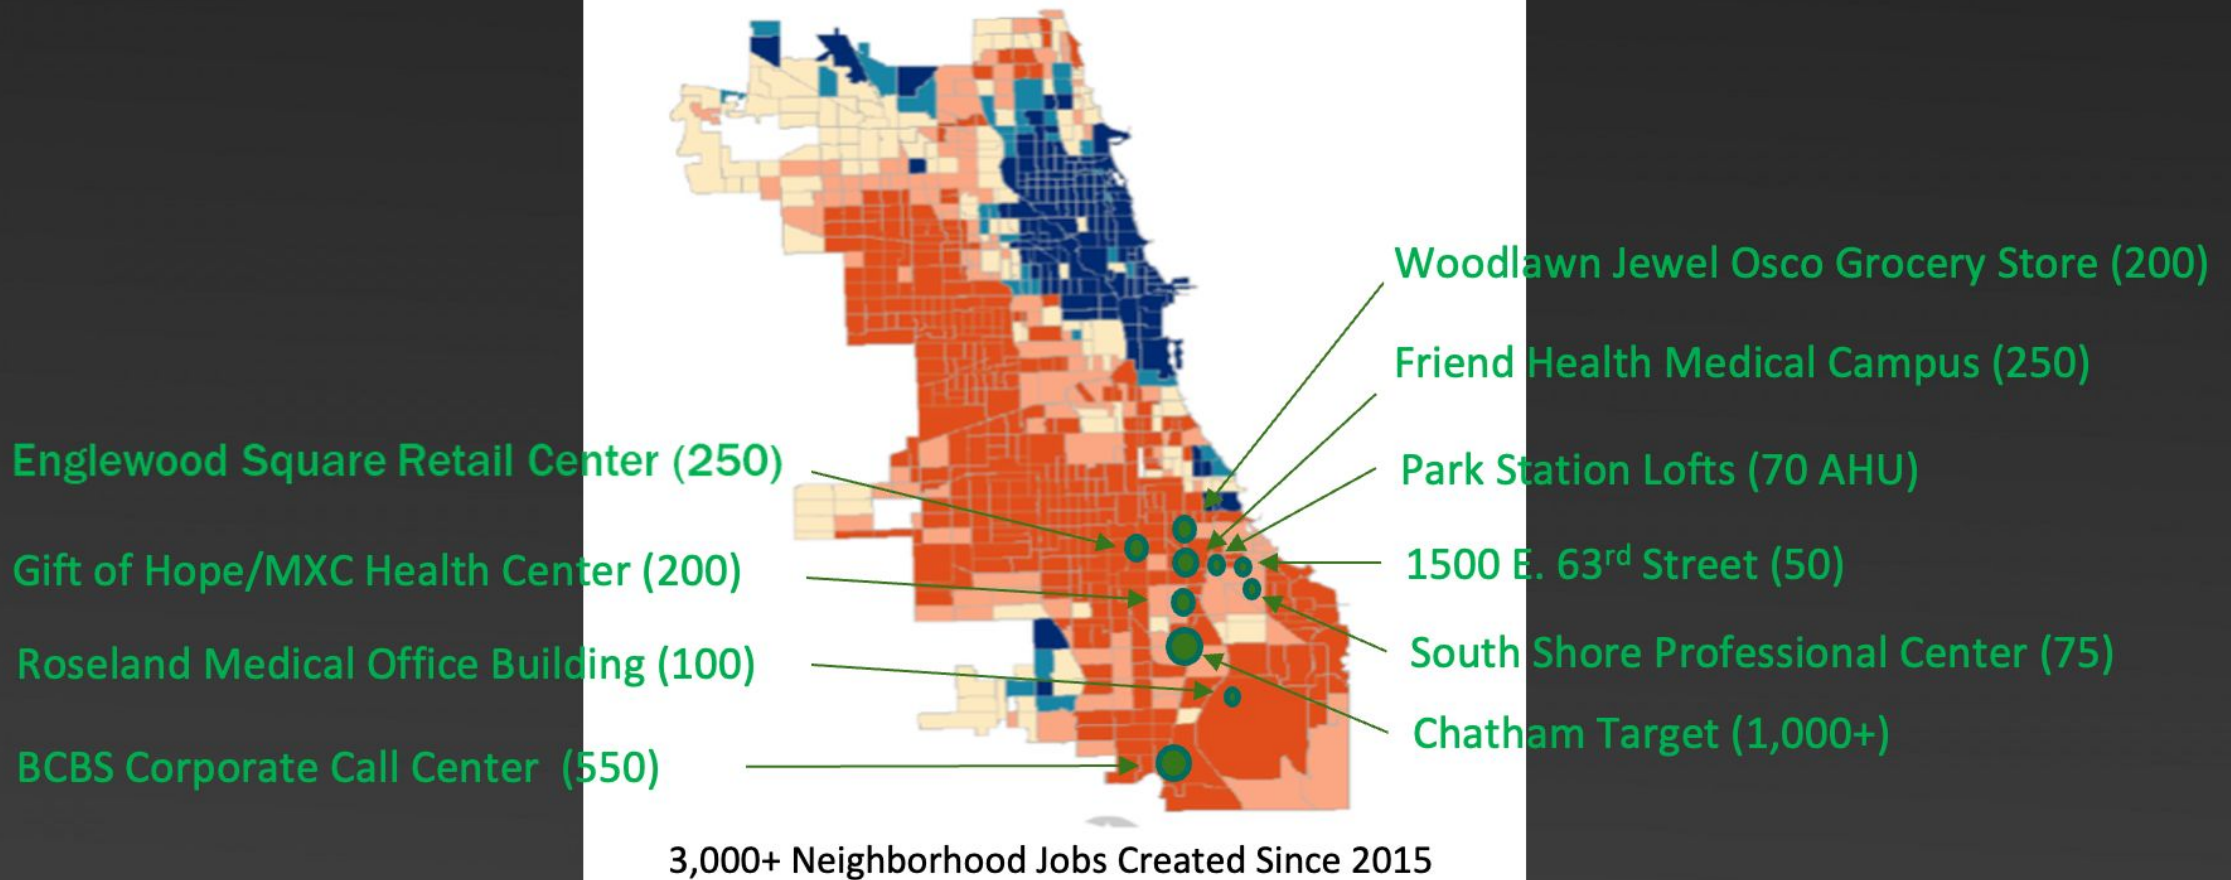 Woodlawn Jewel Osco Grocery Store (200)
Friend Health Medical Campus (250)
Englewood Square Retail Center (250)
Park Station Lofts (70 AHU)
Gift of Hope/MXC Health Center (200)
1500 E. 63rd Street (50)
Roseland Medical Office Building (100)
South Shore Professional Center (75)
Chatham Target (1,000+)
BCBS Corporate Call Center (550)
3,000+ Neighborhood Jobs Created Since 2015